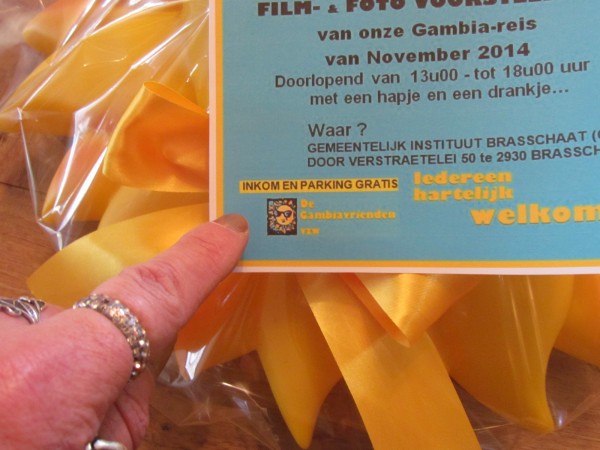 FILM- & FOTO
van onze Gambia-reis
van November 2014
Doorlopend van 13u00 - tot 18u00 uur
met een hapje en een drankje...
Waar ?
GEMEENTELIJK INSTITUUT BRASSCHAAT
DOOR VERSTRAETELEI 50 te 2930
INKOM EN PARKING GRATIS
Iedereen
hartelijk
welkom
De
Gambiavrienden
vzw